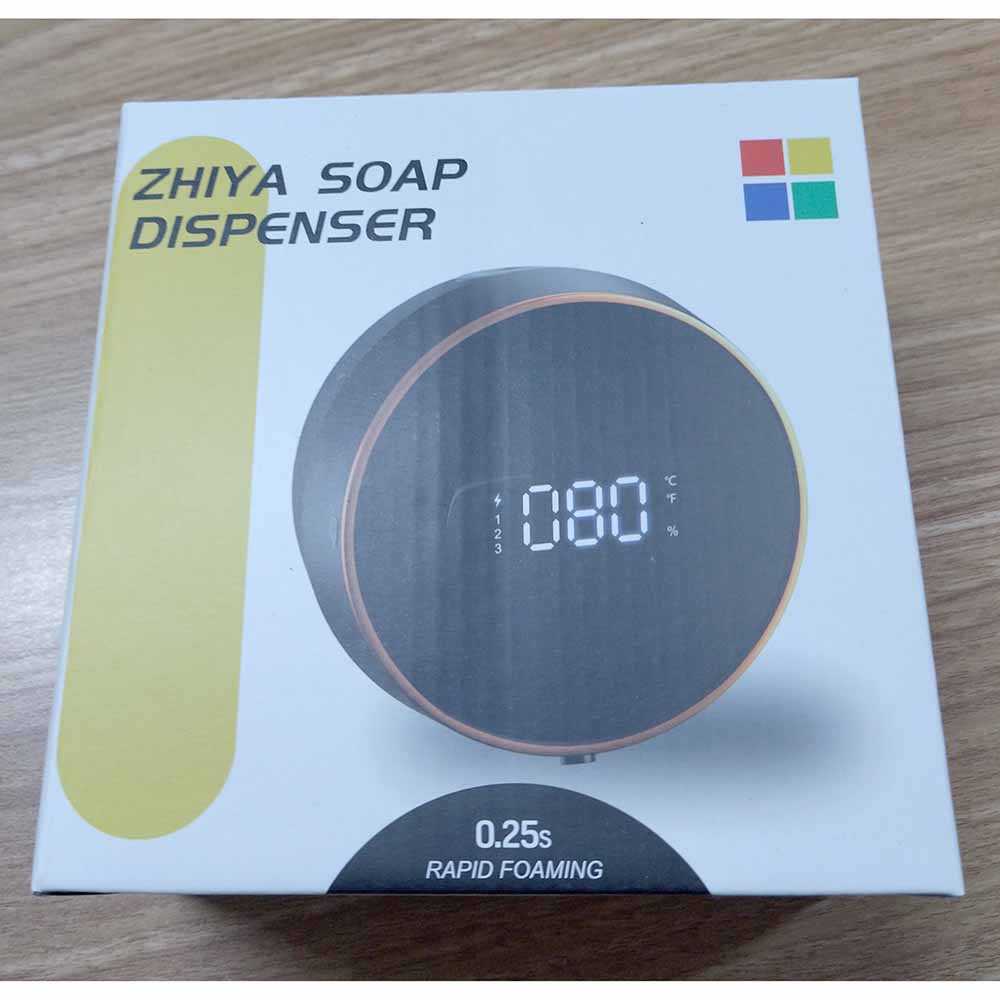 ZHIYA SOAP
DISPENSER
080
1
2
3
°C
°F
%
0.25s
RAPID FOAMING